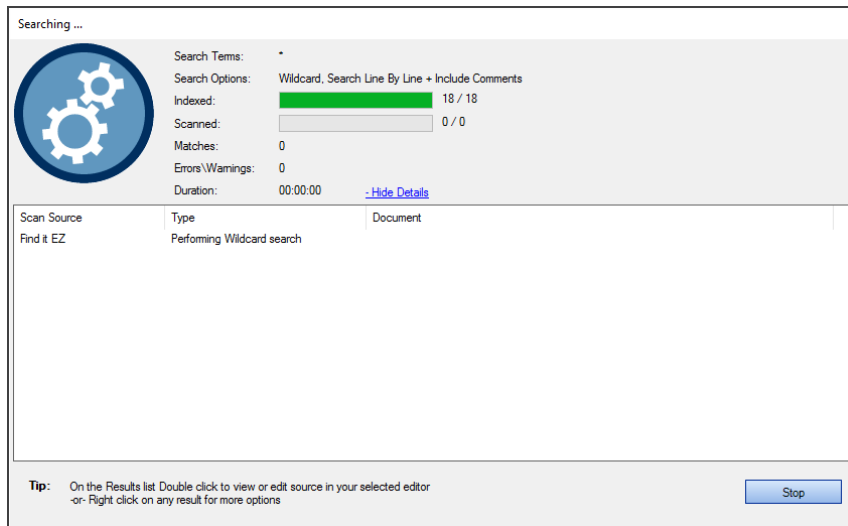 Searching ...
Search Terms: *
Search Options: Wildcard, Search Line By Line + Include Comments
Indexed: 18 / 18
Scanned: 0 / 0
Matches: 0
Errors\Warnings: 0
Duration: 00:00:00 - Hide Details
Scan Source Type Document
Find it EZ Performing Wildcard search
Tip: On the Results list Double click to view or edit source in your selected editor
-or- Right click on any result for more options
Stop